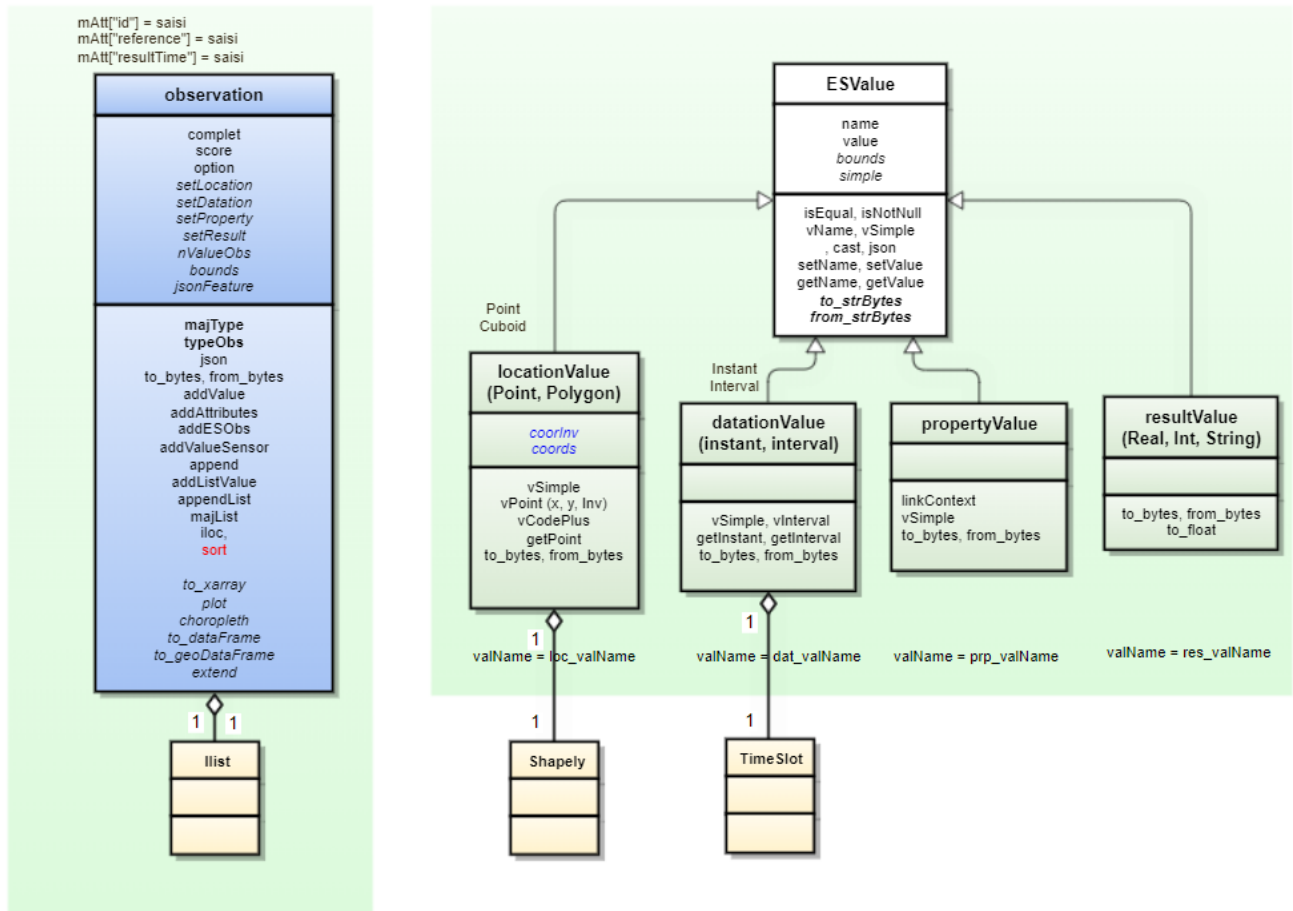 mAtt["id"] = saisi
mAtt["reference"] = saisi
mAtt["resultTime"] = saisi
observation
complet
score
option
setLocation
setDatation
setProperty
setResult
nValueObs
bounds
jsonFeature
majType
typeObs
json
to_bytes, from_bytes
addValue
addAttributes
addESObs
addValueSensor
append
addListValue
appendList
majList
iloc,
sort
to_xarray
plot
choropleth
to_dataFrame
to_geoDataFrame
extend
1 1
Ilist
ESValue
name
value
bounds
simple
isEqual, isNotNull
vName, vSimple
, cast, json
setName, setValue
getName, getValue
to_strBytes
from_strBytes
Point
Cuboid
locationValue
(Point, Polygon)
coorInv
coords
vSimple
vPoint (x, y, Inv)
vCodePlus
getPoint
to_bytes, from_bytes
1
valName = loc_valName
1
Shapely
Instant
Interval
datationValue
(instant, interval)
vSimple, vInterval
getInstant, getInterval
to_bytes, from_bytes
1
valName = dat_valName
1
TimeSlot
propertyValue
linkContext
vSimple
to_bytes, from_bytes
valName = prp_valName
resultValue
(Real, Int, String)
to_bytes, from_bytes
to_float
valName = res_valName